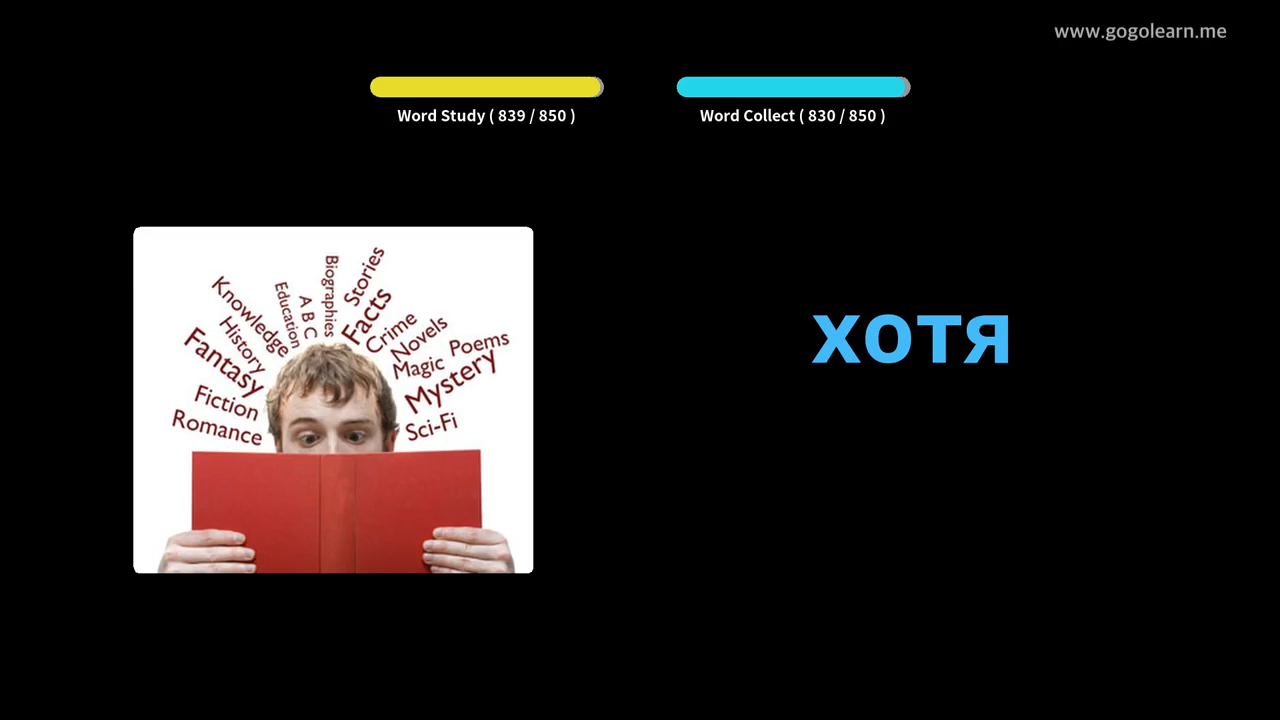 www.gogolearn.me
Word Study ( 839 / 850 )
Word Collect ( 830 / 850 )
Biographies
Stories
Knowledge
Education
A B C
Facts
History
Crime
Novels
Fantasy
Magic
Poems
Mystery
Fiction
Romance
Sci-Fi
хотя